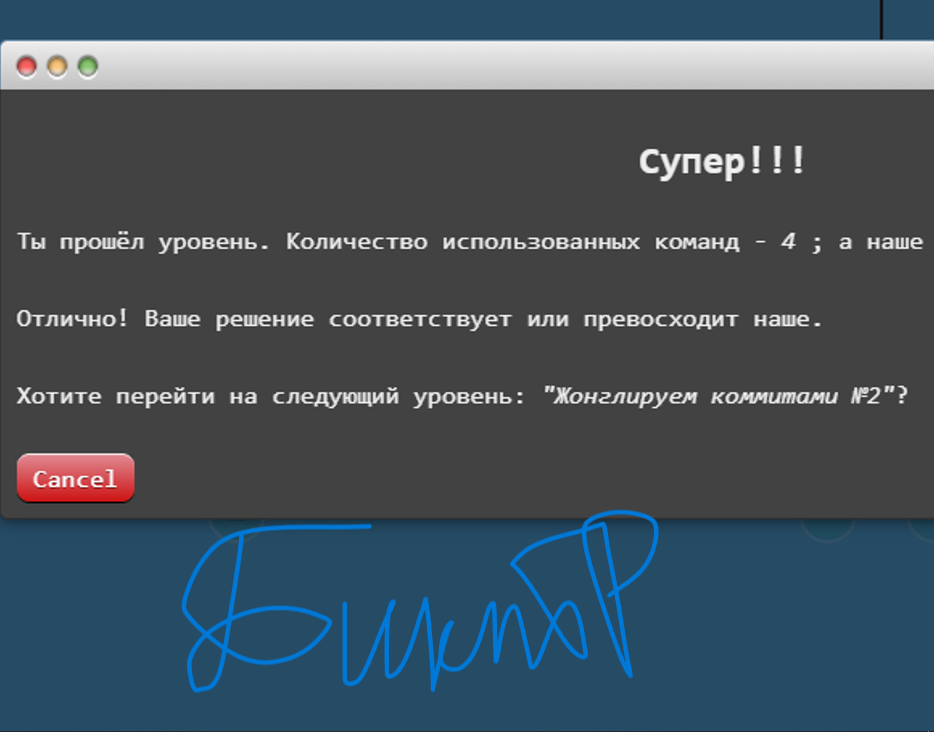 Супер!!!
Ты прошёл уровень. Количество использованных команд - 4 ; а наше
Отлично! Ваше решение соответствует или превосходит наше.
Хотите перейти на следующий уровень: "Жонглируем коммитами №2"?
Cancel